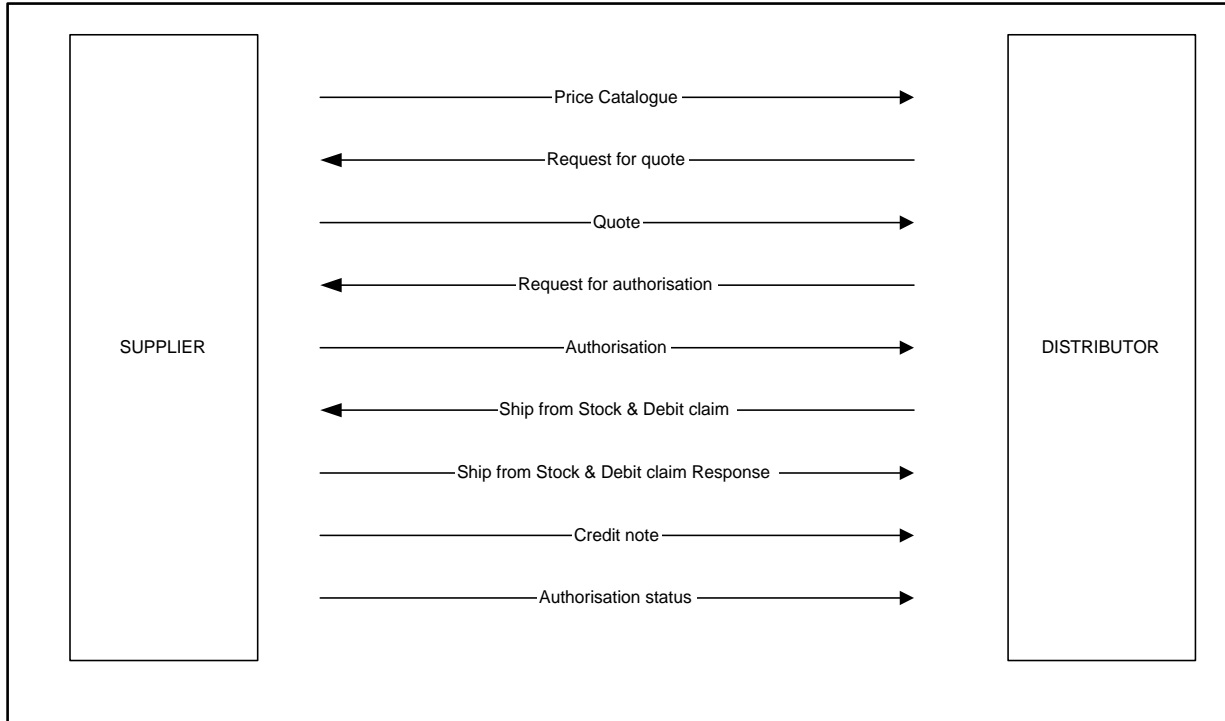 Price Catalogue
Request for quote
Quote
Request for authorisation
SUPPLIER
Authorisation
DISTRIBUTOR
Ship from Stock & Debit claim
Ship from Stock & Debit claim Response
Credit note
Authorisation status